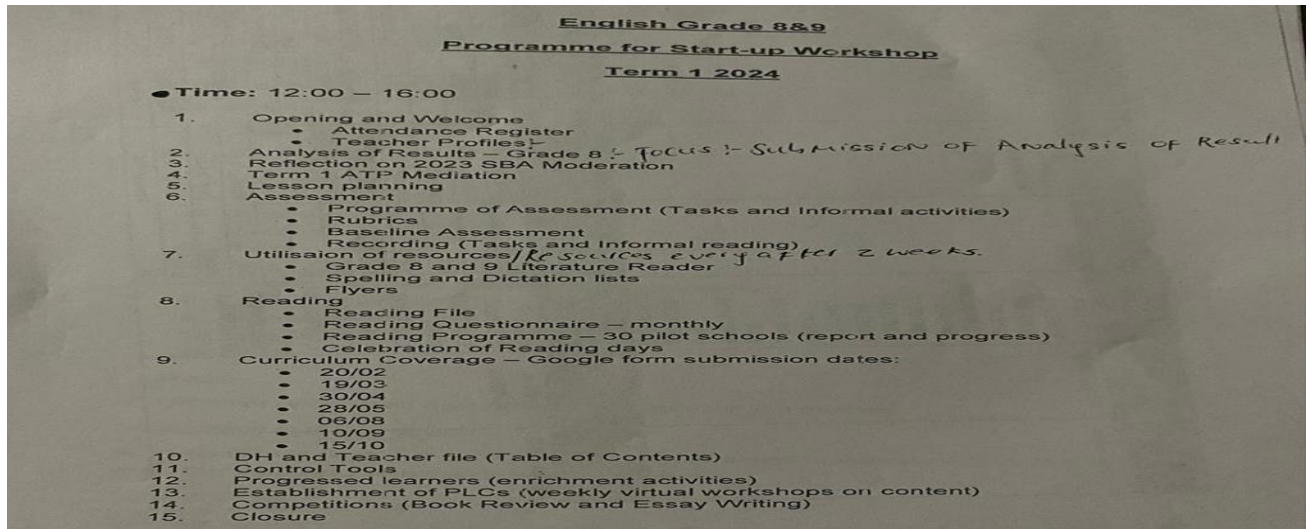 English Grade 8&9
Programme for Start-up Workshop
Term 1 2024
● Time: 12:00 – 16:00
1. Opening and Welcome
• Attendance Register
• Teacher Profiles:-
2. Analysis of Results – Grade 8 :- Focus :- Submission of Analysis of Result
3. Reflection on 2023 SBA Moderation
4. Term 1 ATP Mediation
5. Lesson planning
6. Assessment
• Programme of Assessment (Tasks and Informal activities)
• Rubrics
• Baseline Assessment
• Recording (Tasks and Informal reading)
7. Utilisaion of resources/Resources every after 2 weeks.
• Grade 8 and 9 Literature Reader
• Spelling and Dictation lists
• Flyers
8. Reading
• Reading File
• Reading Questionnaire – monthly
• Reading Programme – 30 pilot schools (report and progress)
• Celebration of Reading days
9. Curriculum Coverage – Google form submission dates:
• 20/02
• 19/03
• 30/04
• 28/05
• 06/08
• 10/09
• 15/10
10. DH and Teacher file (Table of Contents)
11. Control Tools
12. Progressed learners (enrichment activities)
13. Establishment of PLCs (weekly virtual workshops on content)
14. Competitions (Book Review and Essay Writing)
15. Closure